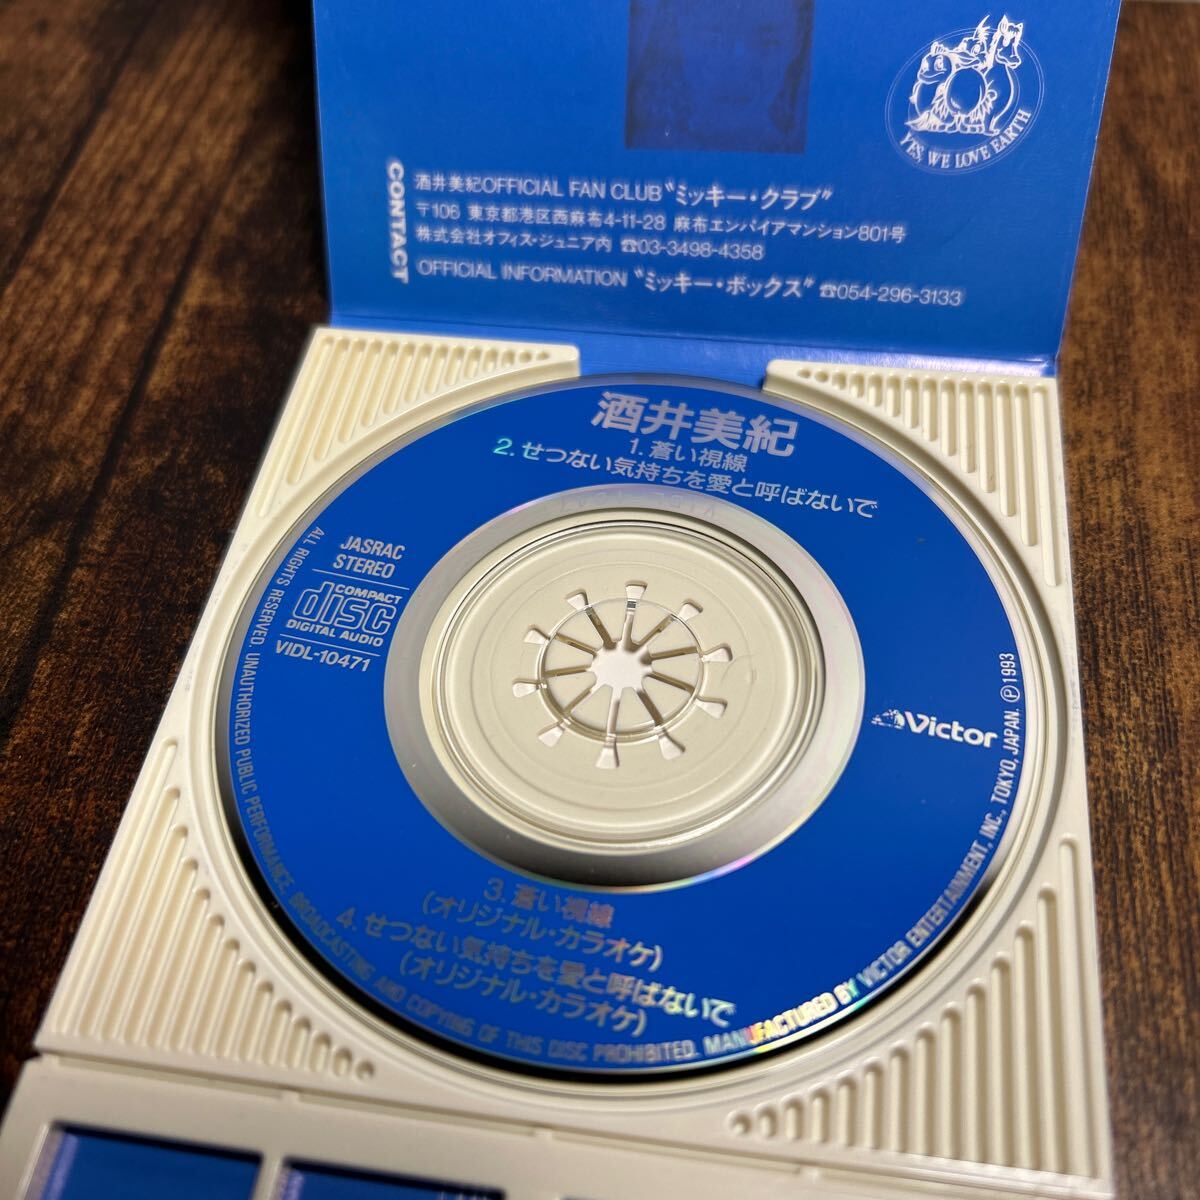 YES, WE LOVE EARTH
CONTACT
酒井美紀OFFICIAL FAN CLUB "ミッキー・クラブ"
〒106 東京都港区西麻布4-11-28 麻布エンパイアマンション801号
株式会社オフィス・ジュニア内 ☎03-3498-4358
OFFICIAL INFORMATION "ミッキー・ボックス" ☎054-296-3133
酒井美紀
1. 蒼い視線
2. せつない気持ちを愛と呼ばないで
JASRAC
STEREO
COMPACT
disc
DIGITAL AUDIO
VIDL-10471
Victor
3. 蒼い視線
(オリジナル・カラオケ)
4. せつない気持ちを愛と呼ばないで
(オリジナル・カラオケ)
ALL RIGHTS RESERVED. UNAUTHORIZED PUBLIC PERFORMANCE, BROADCASTING AND COPYING OF THIS DISC PROHIBITED. MANUFACTURED BY VICTOR ENTERTAINMENT, INC., TOKYO, JAPAN. Ⓟ1993